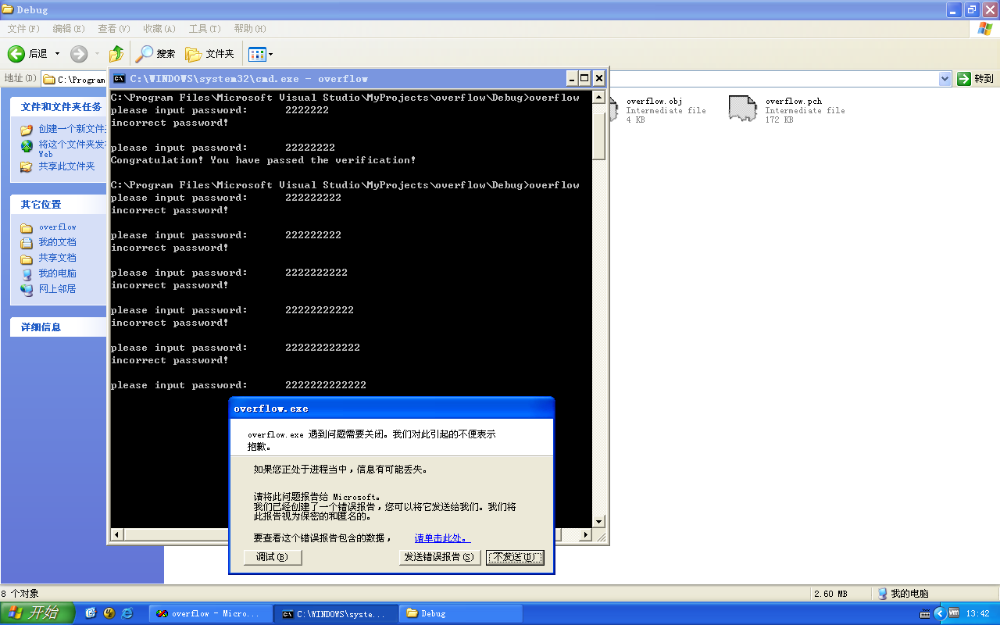 Debug
文件(F) 编辑(E) 查看(V) 收藏(A) 工具(T) 帮助(H)
后退 搜索 文件夹
地址(D) C:\Program 转到
C:\WINDOWS\system32\cmd.exe - overflow
文件和文件夹任务
创建一个新文件
将这个文件夹发
Web
共享此文件夹
其它位置
overflow
我的文档
共享文档
我的电脑
网上邻居
详细信息
C:\Program Files\Microsoft Visual Studio\MyProjects\overflow\Debug>overflow
please input password: 2222222
incorrect password!
please input password: 22222222
Congratulation! You have passed the verification!
C:\Program Files\Microsoft Visual Studio\MyProjects\overflow\Debug>overflow
please input password: 222222222
incorrect password!
please input password: 222222222
incorrect password!
please input password: 2222222222
incorrect password!
please input password: 22222222222
incorrect password!
please input password: 222222222222
incorrect password!
please input password: 2222222222222
overflow.obj
Intermediate file
4 KB
overflow.pch
Intermediate file
172 KB
overflow.exe
overflow.exe 遇到问题需要关闭。我们对此引起的不便表示
抱歉。
如果您正处于进程当中，信息有可能丢失。
请将此问题报告给 Microsoft。
我们已经创建了一个错误报告，您可以将它发送给我们。我们将
此报告视为保密的和匿名的。
要查看这个错误报告包含的数据， 请单击此处。
调试(B) 发送错误报告(S) 不发送(D)
8 个对象 2.60 MB 我的电脑
开始 overflow - Micro... C:\WINDOWS\syste... Debug 13:42